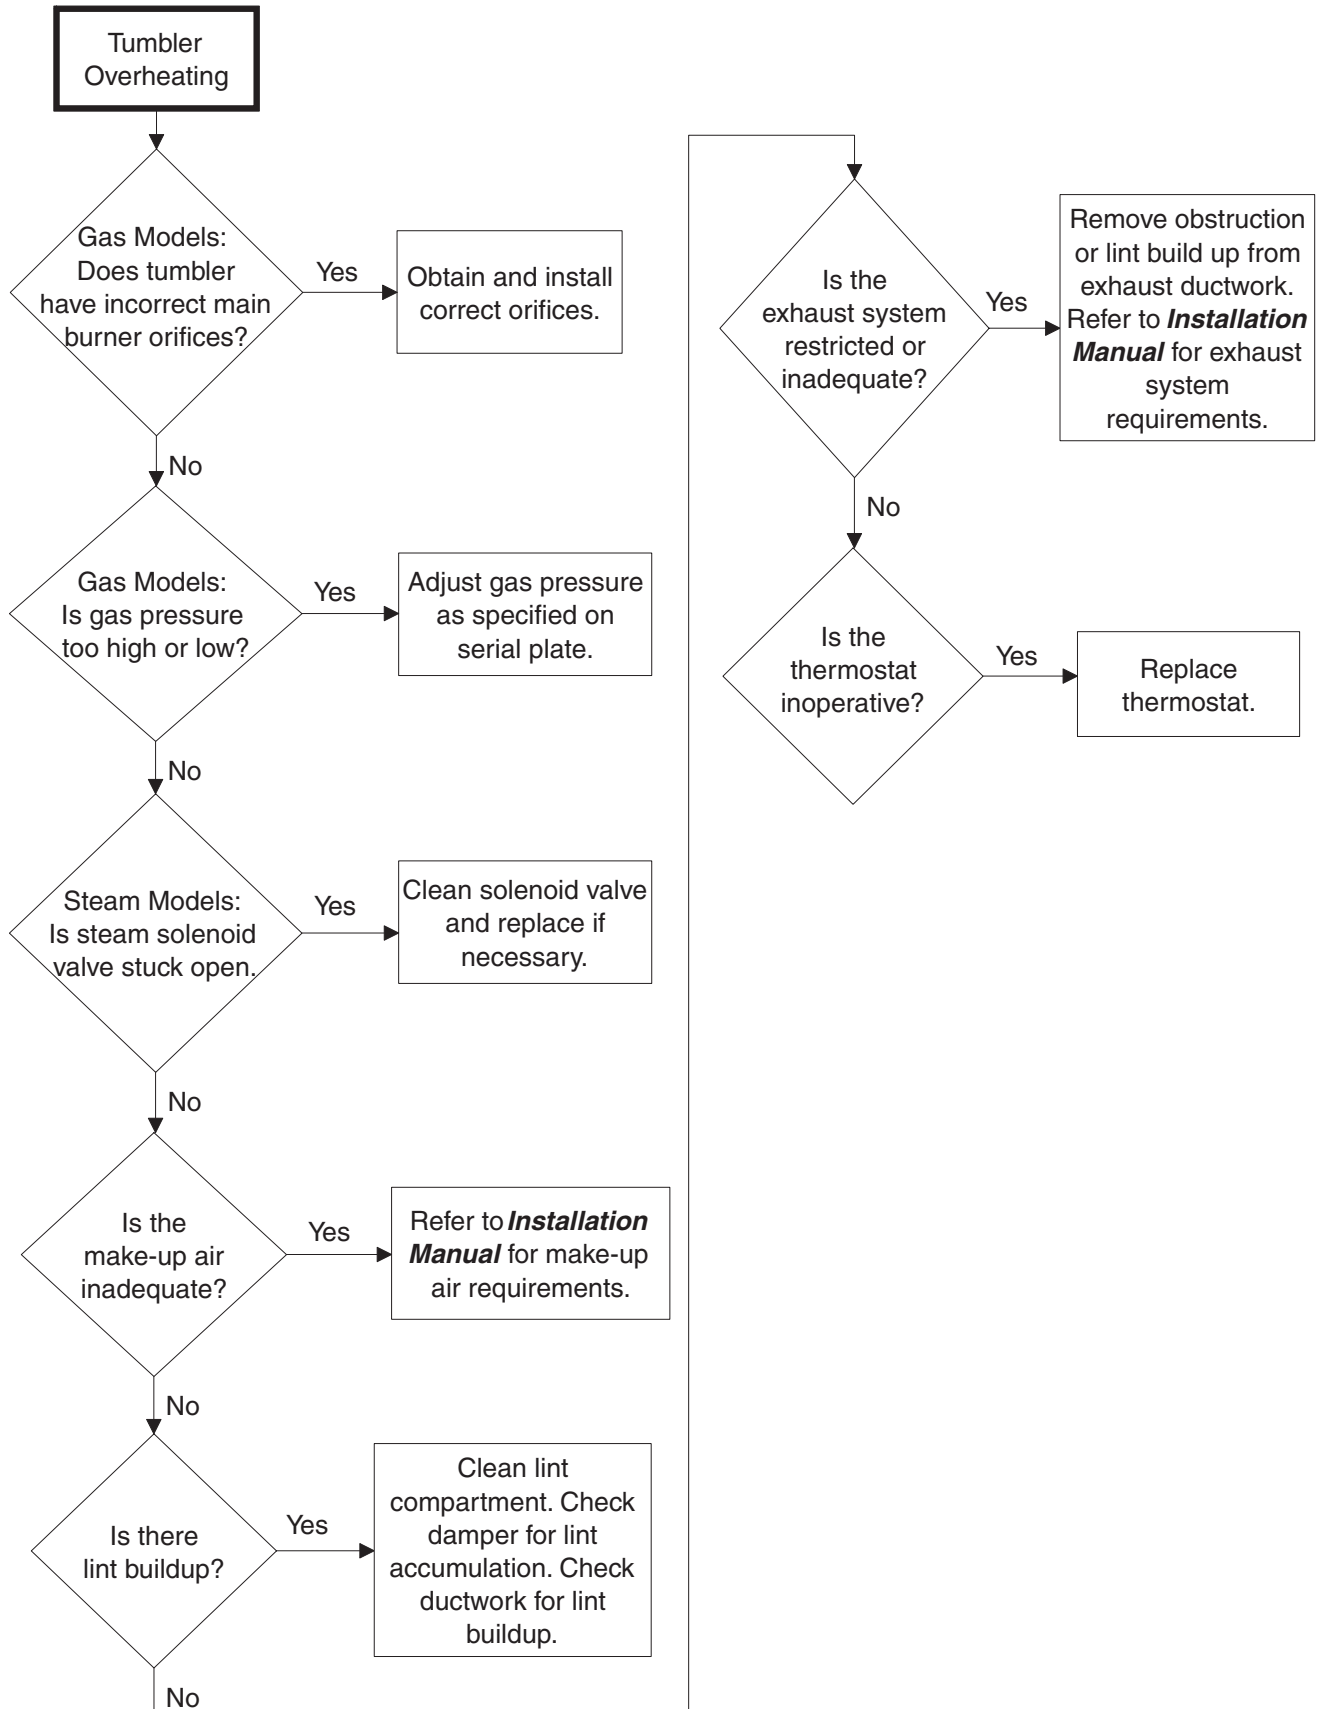 Tumbler
Overheating
Gas Models:
Does tumbler
have incorrect main
burner orifices?
Yes
Obtain and install
correct orifices.
No
Gas Models:
Is gas pressure
too high or low?
Yes
Adjust gas pressure
as specified on
serial plate.
No
Steam Models:
Is steam solenoid
valve stuck open.
Yes
Clean solenoid valve
and replace if
necessary.
No
Is the
make-up air
inadequate?
Yes
Refer to Installation
Manual for make-up
air requirements.
No
Is there
lint buildup?
Yes
Clean lint
compartment. Check
damper for lint
accumulation. Check
ductwork for lint
buildup.
No
Is the
exhaust system
restricted or
inadequate?
Yes
Remove obstruction
or lint build up from
exhaust ductwork.
Refer to Installation
Manual for exhaust
system
requirements.
No
Is the
thermostat
inoperative?
Yes
Replace
thermostat.